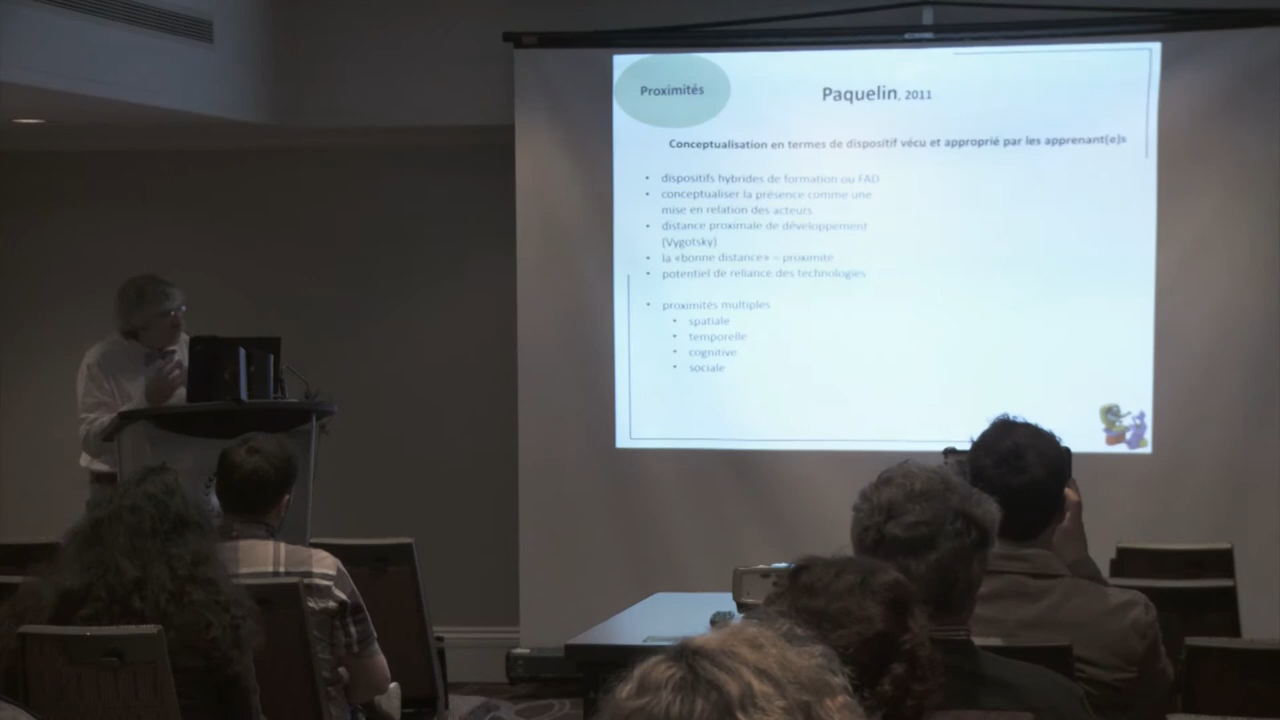 Proximités
Paquelin, 2011
Conceptualisation en termes de dispositif vécu et approprié par les apprenant(e)s
• dispositifs hybrides de formation ou FAD
• conceptualiser la présence comme une
mise en relation des acteurs
• distance proximale de développement
(Vygotsky)
• la «bonne distance» = proximité
• potentiel de reliance des technologies
• proximités multiples
• spatiale
• temporelle
• cognitive
• sociale